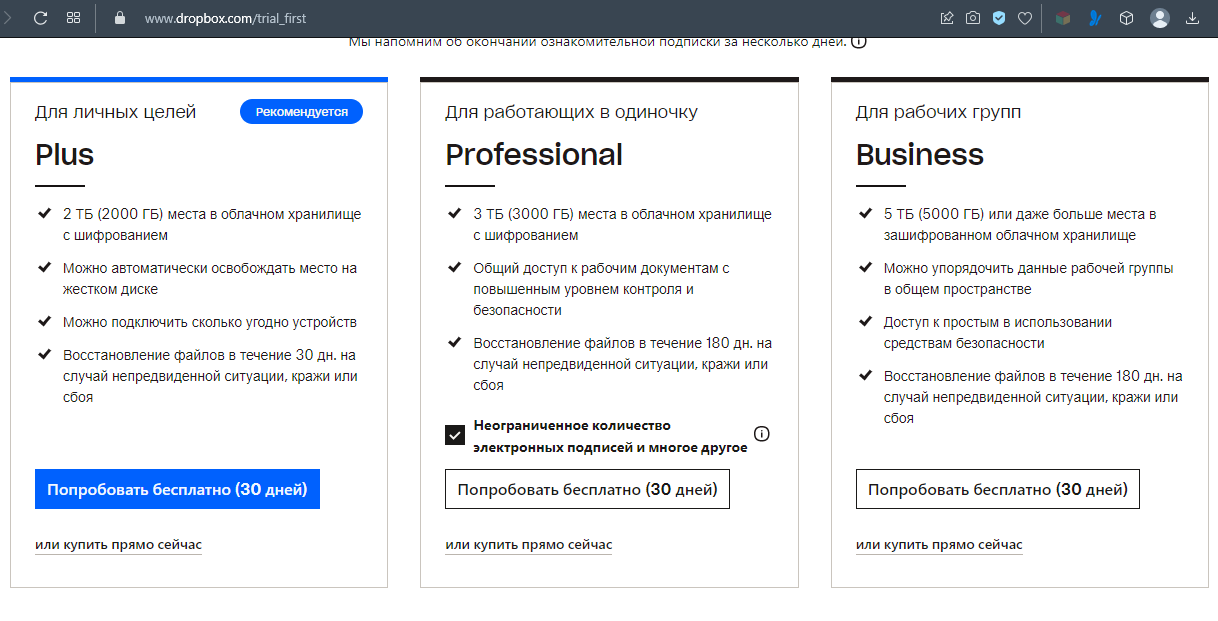 www.dropbox.com/trial_first
Мы напомним об окончании ознакомительной подписки за несколько дней.
Для личных целей
Рекомендуется
Plus
2 ТБ (2000 ГБ) места в облачном хранилище
с шифрованием
Можно автоматически освобождать место на
жестком диске
Можно подключить сколько угодно устройств
Восстановление файлов в течение 30 дн. на
случай непредвиденной ситуации, кражи или
сбоя
Попробовать бесплатно (30 дней)
или купить прямо сейчас
Для работающих в одиночку
Professional
3 ТБ (3000 ГБ) места в облачном хранилище
с шифрованием
Общий доступ к рабочим документам с
повышенным уровнем контроля и
безопасности
Восстановление файлов в течение 180 дн. на
случай непредвиденной ситуации, кражи или
сбоя
Неограниченное количество
электронных подписей и многое другое
Попробовать бесплатно (30 дней)
или купить прямо сейчас
Для рабочих групп
Business
5 ТБ (5000 ГБ) или даже больше места в
зашифрованном облачном хранилище
Можно упорядочить данные рабочей группы
в общем пространстве
Доступ к простым в использовании
средствам безопасности
Восстановление файлов в течение 180 дн. на
случай непредвиденной ситуации, кражи или
сбоя
Попробовать бесплатно (30 дней)
или купить прямо сейчас